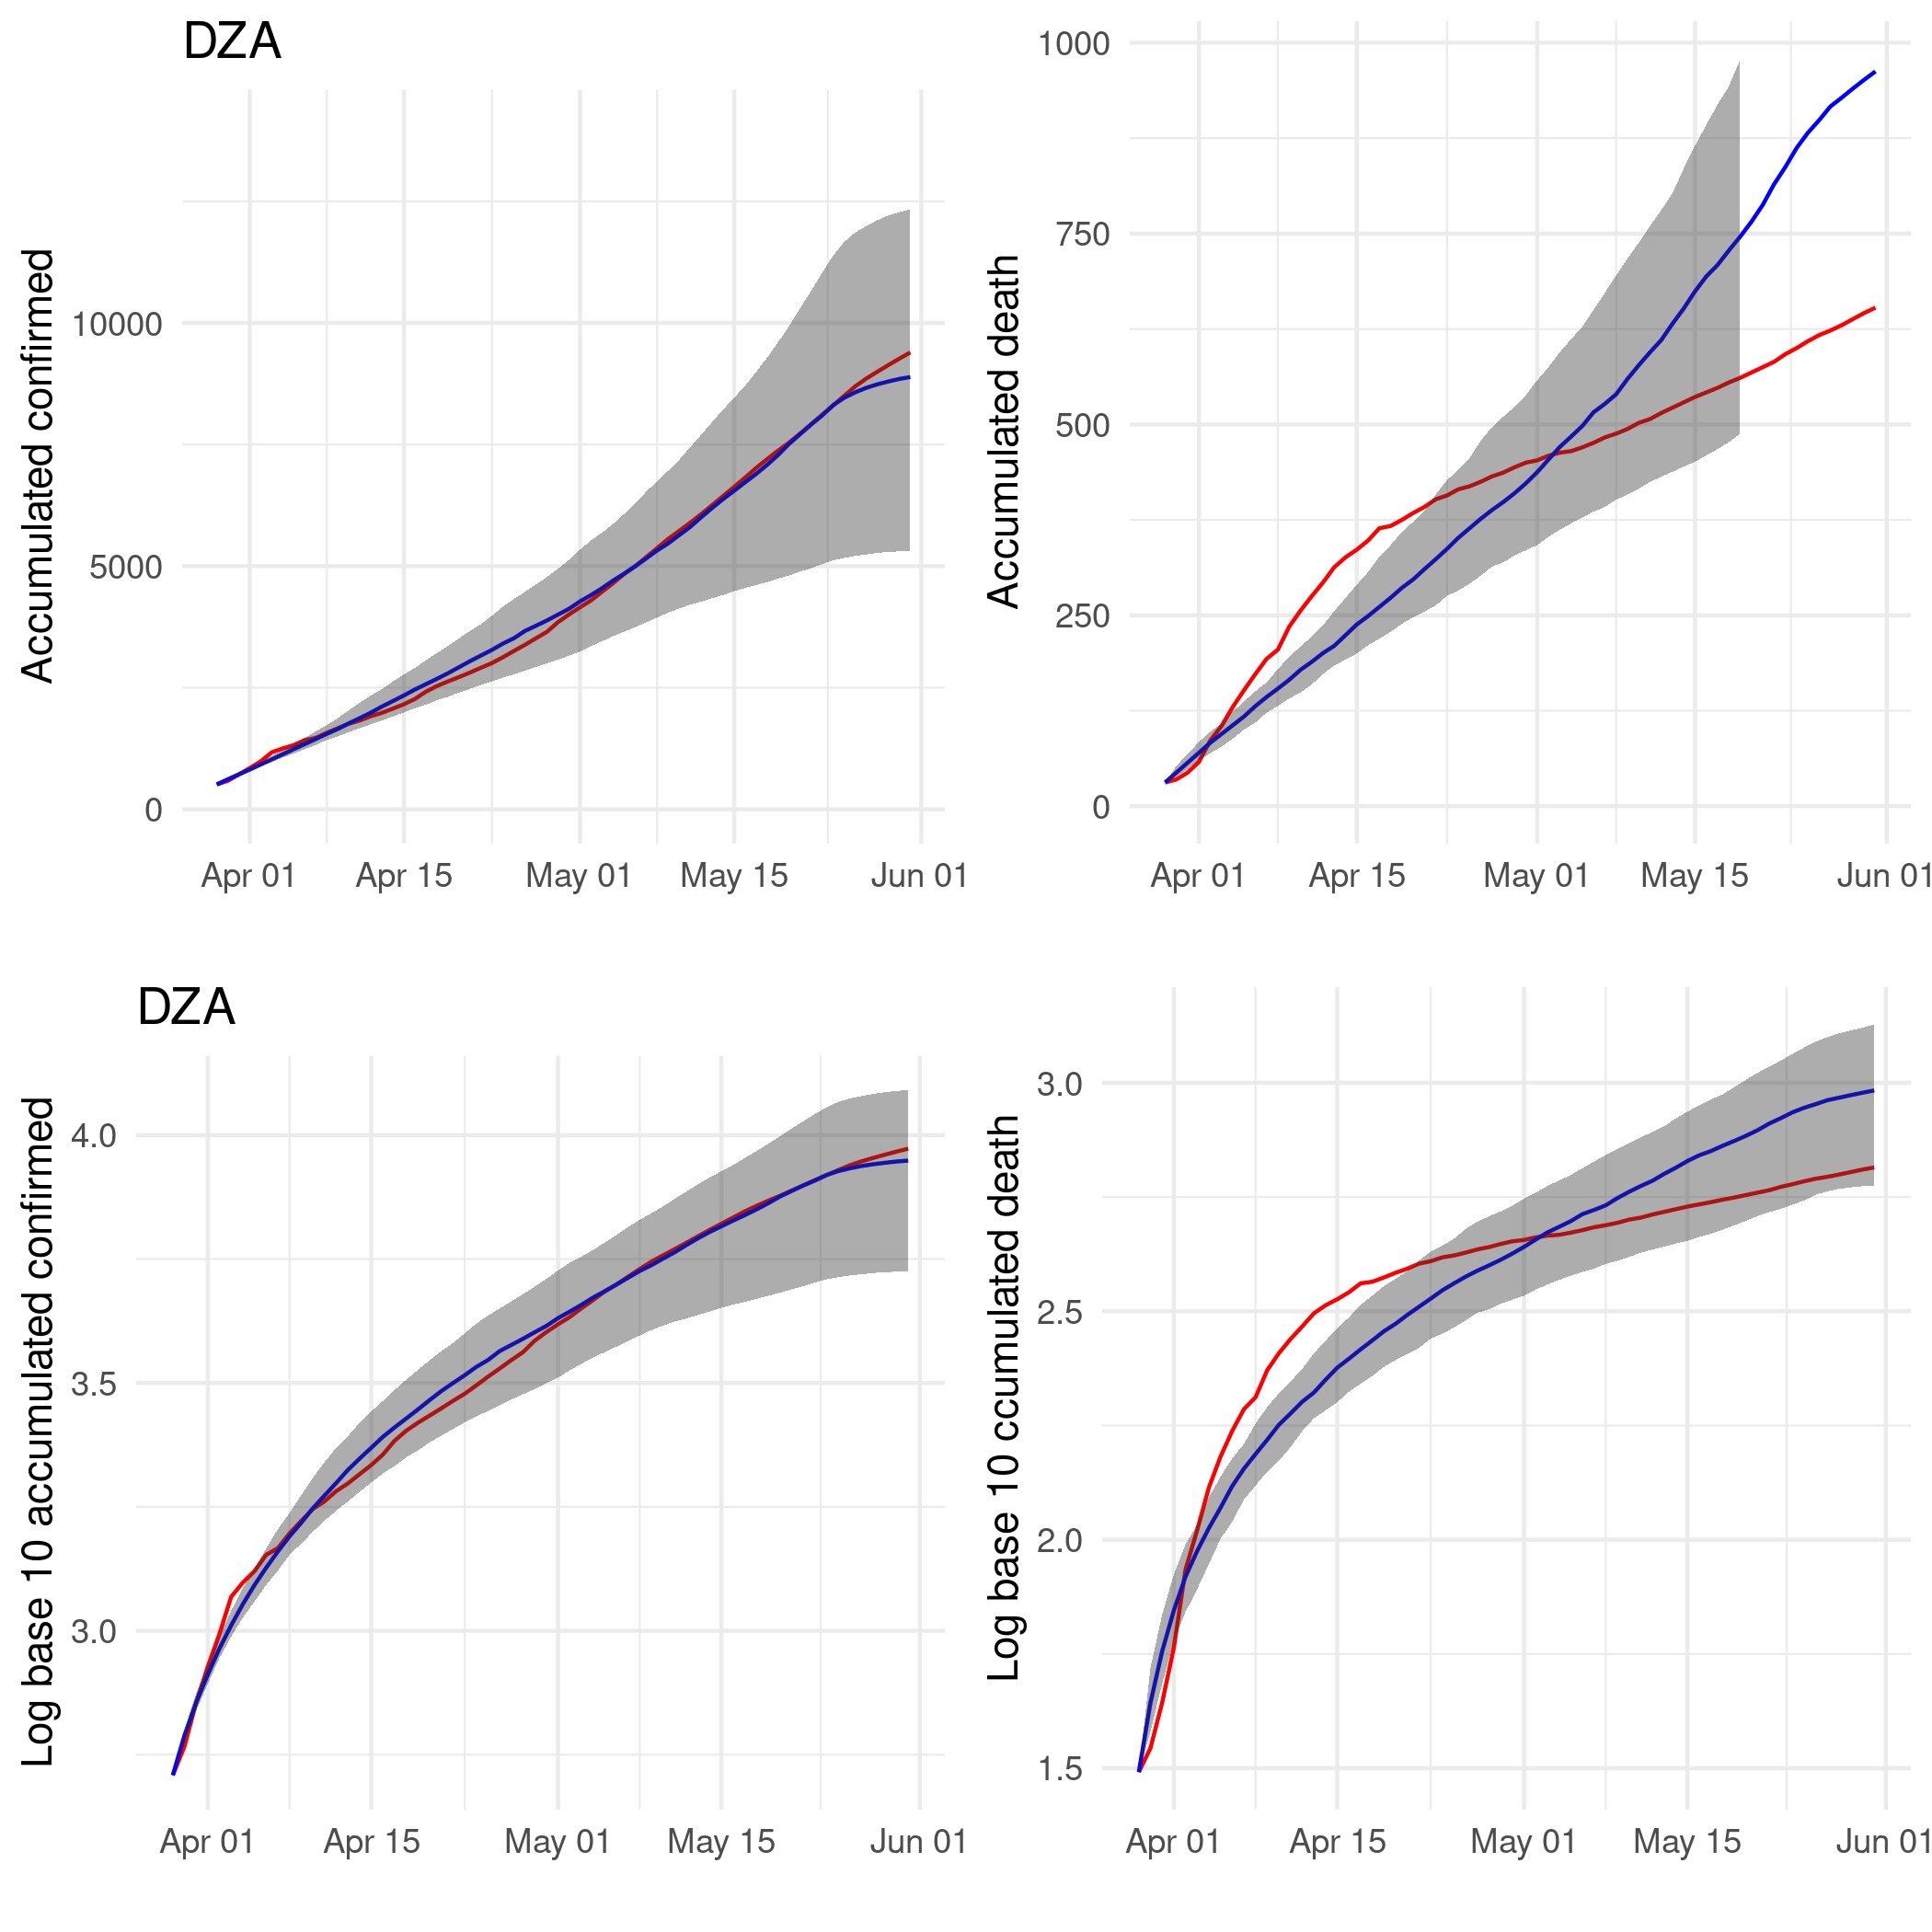 DZA
Accumulated confirmed
10000
5000
0
Apr 01 Apr 15 May 01 May 15 Jun 01
Accumulated death
1000
750
500
250
0
Apr 01 Apr 15 May 01 May 15 Jun 01
DZA
Log base 10 accumulated confirmed
4.0
3.5
3.0
Apr 01 Apr 15 May 01 May 15 Jun 01
Log base 10 ccumulated death
3.0
2.5
2.0
1.5
Apr 01 Apr 15 May 01 May 15 Jun 01